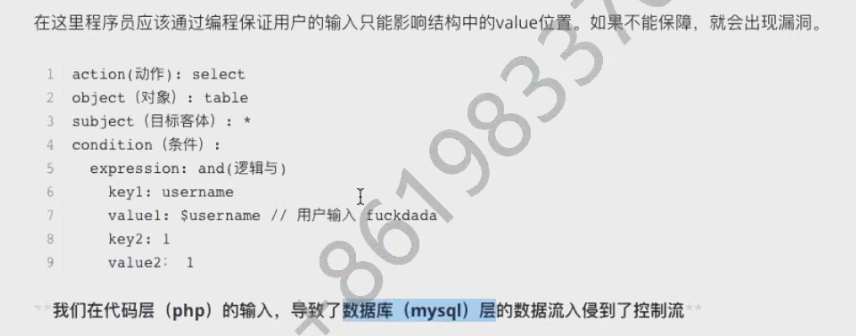 在这里程序员应该通过编程保证用户的输入只能影响结构中的value位置。如果不能保障，就会出现漏洞。
1 action(动作): select
2 object（对象）: table
3 subject（目标客体）: *
4 condition（条件）:
5 expression: and(逻辑与)
6 key1: username
7 value1: $username // 用户输入 fuckdada
8 key2: 1
9 value2: 1
**我们在代码层（php）的输入，导致了数据库（mysql）层的数据流入侵到了控制流**